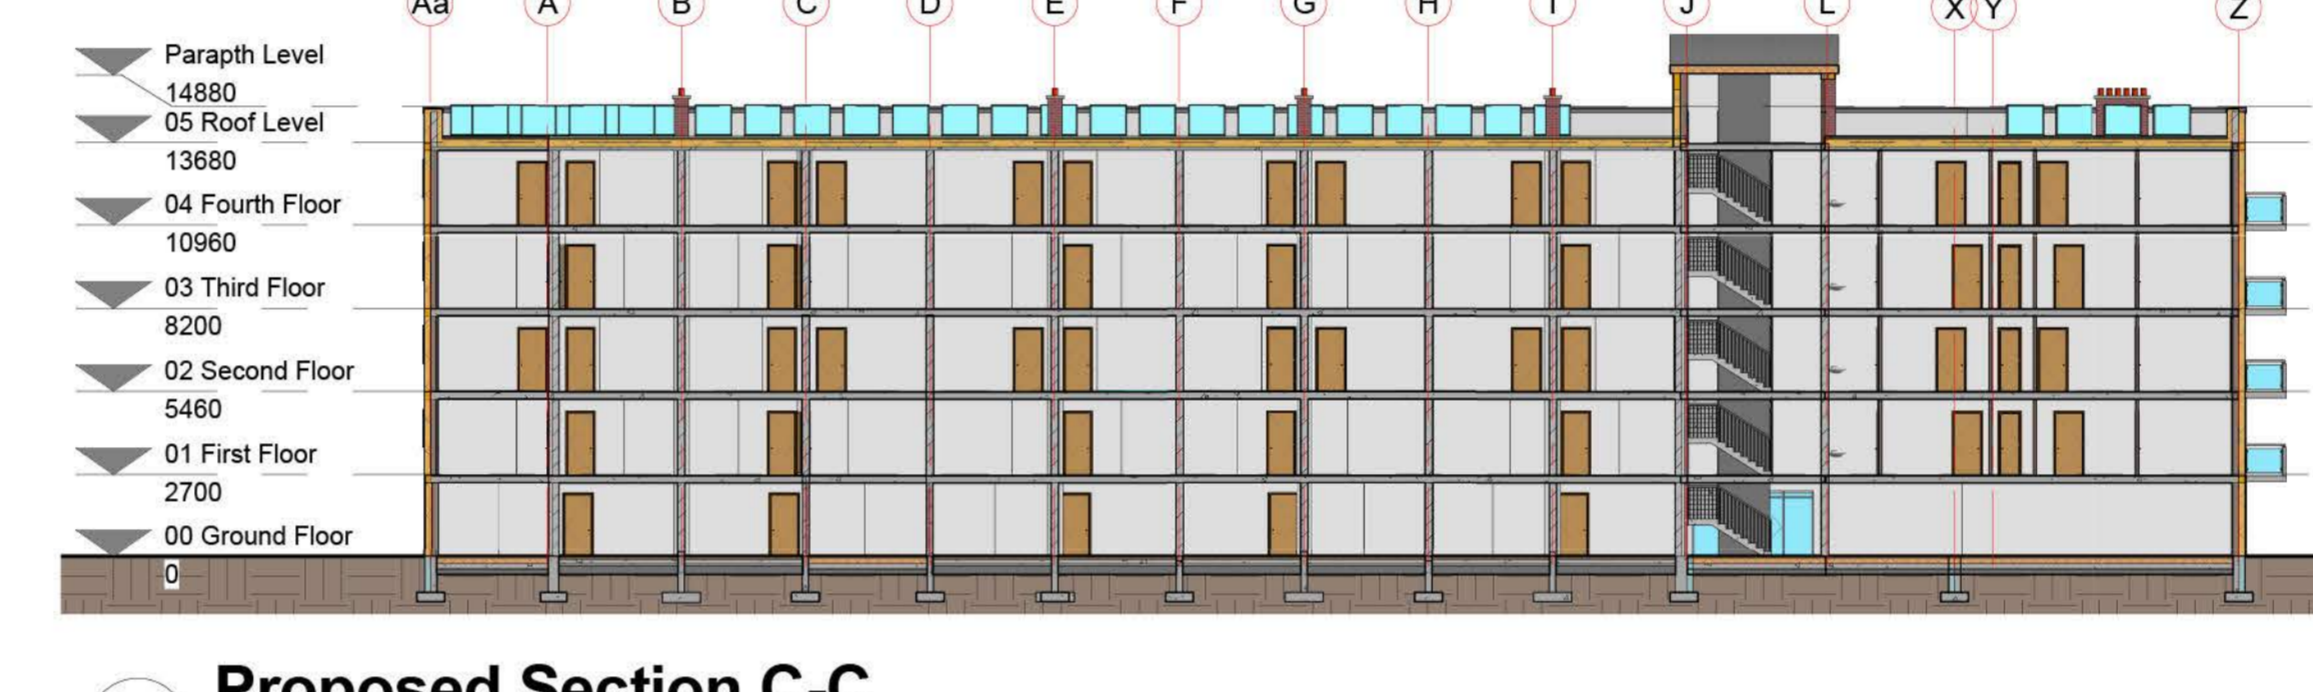 Aa A B C D E F G H I J L X Y Z
Parapth Level
14880
05 Roof Level
13680
04 Fourth Floor
10960
03 Third Floor
8200
02 Second Floor
5460
01 First Floor
2700
00 Ground Floor
0
Proposed Section C-C